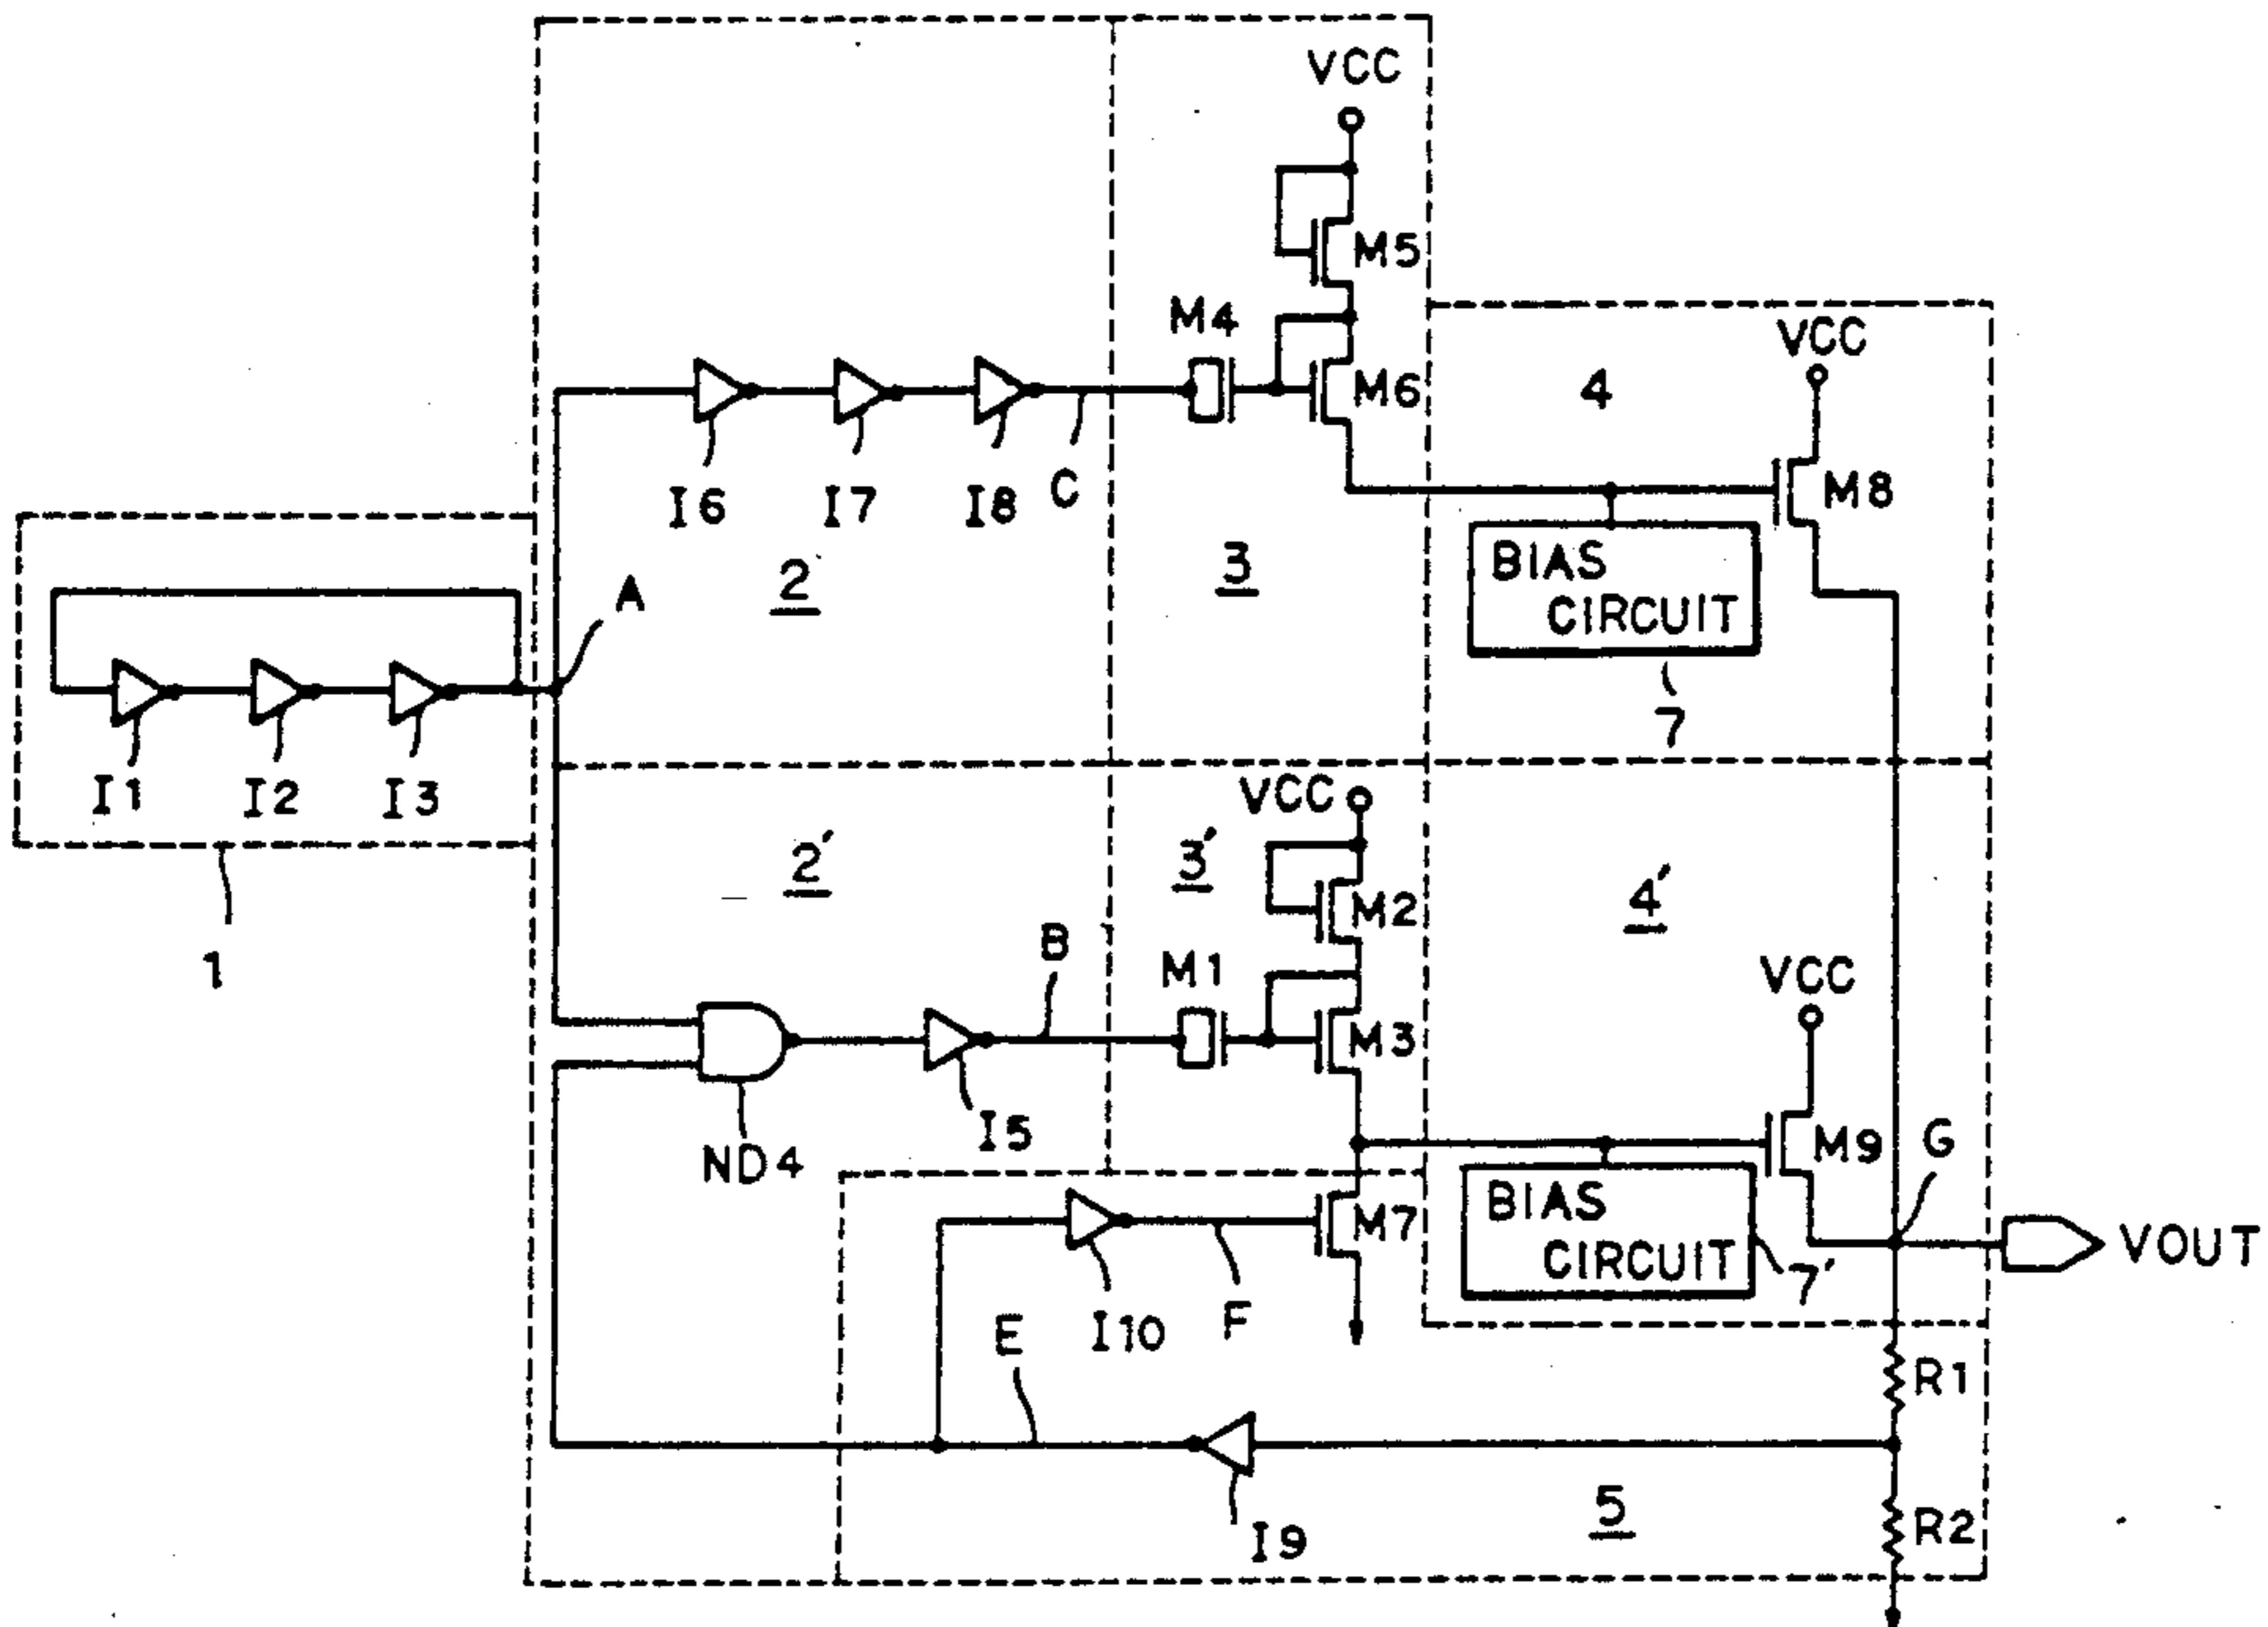 VCC
M5
M4
M6
VCC
4
M8
I6
I7
I8
C
BIAS
CIRCUIT
7
2
3
A
I1
I2
I3
1
VCC
2'
3'
M2
4'
B
M1
VCC
M3
ND4
I5
M9
G
BIAS
CIRCUIT
7'
M7
VOUT
I10
F
E
R1
I9
5
R2